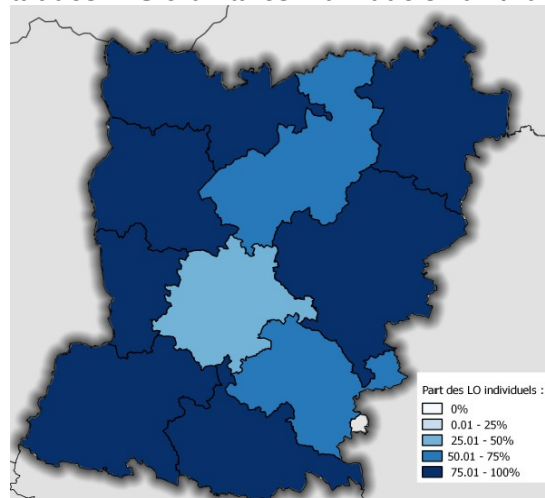 Part des LO individuels :
0%
0.01 - 25%
25.01 - 50%
50.01 - 75%
75.01 - 100%